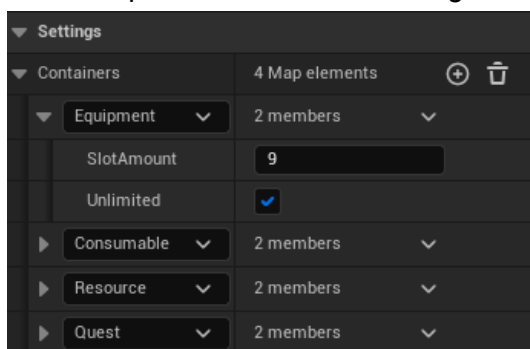 Settings
Containers 4 Map elements
Equipment 2 members
SlotAmount 9
Unlimited
Consumable 2 members
Resource 2 members
Quest 2 members